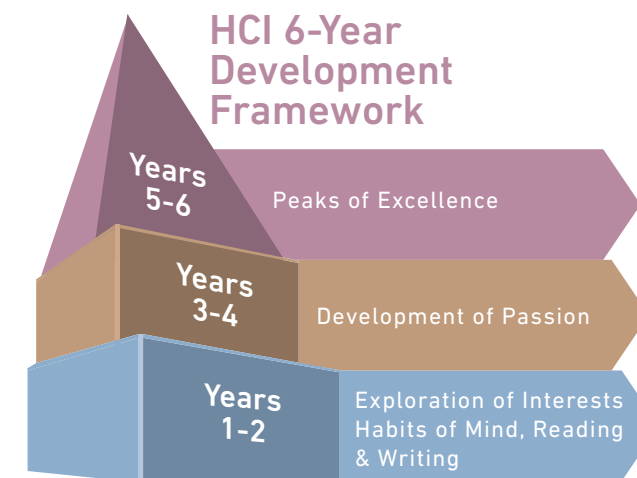 HCI 6-Year
Development
Framework
Years
5-6
Peaks of Excellence
Years
3-4
Development of Passion
Years
1-2
Exploration of Interests
Habits of Mind, Reading
& Writing